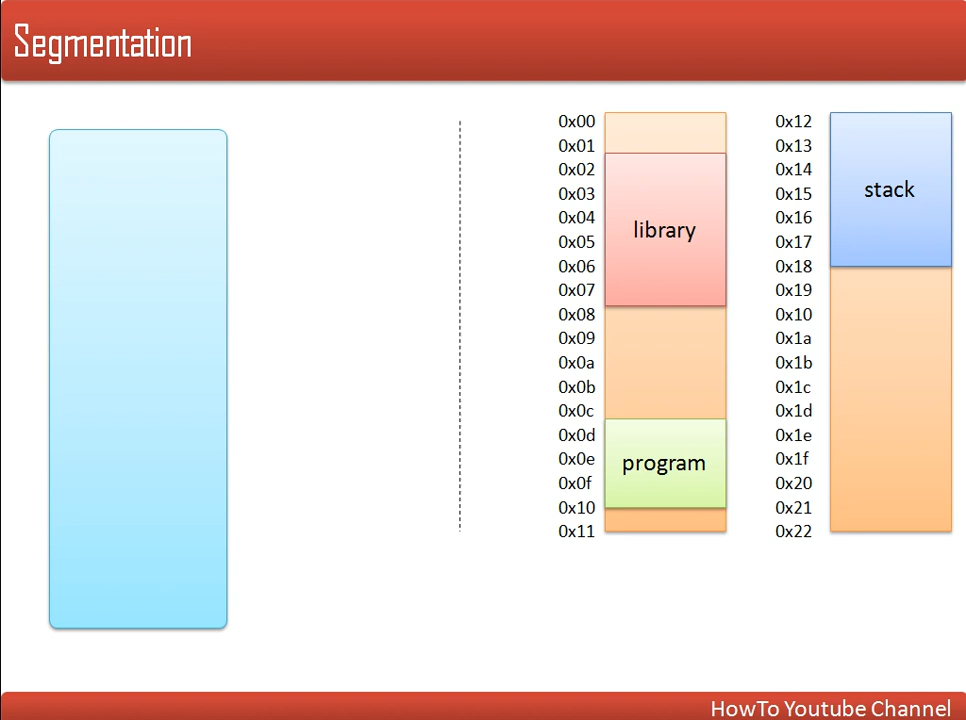 Segmentation
0x00
0x01
0x02
0x03
0x04
0x05
0x06
0x07
0x08
0x09
0x0a
0x0b
0x0c
0x0d
0x0e
0x0f
0x10
0x11
library
program
0x12
0x13
0x14
0x15
0x16
0x17
0x18
0x19
0x10
0x1a
0x1b
0x1c
0x1d
0x1e
0x1f
0x20
0x21
0x22
stack
HowTo Youtube Channel